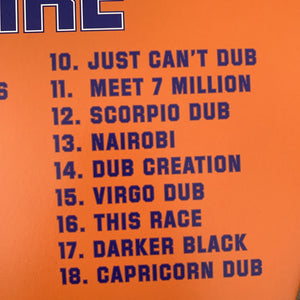 10. JUST CAN'T DUB
11. MEET 7 MILLION
12. SCORPIO DUB
13. NAIROBI
14. DUB CREATION
15. VIRGO DUB
16. THIS RACE
17. DARKER BLACK
18. CAPRICORN DUB